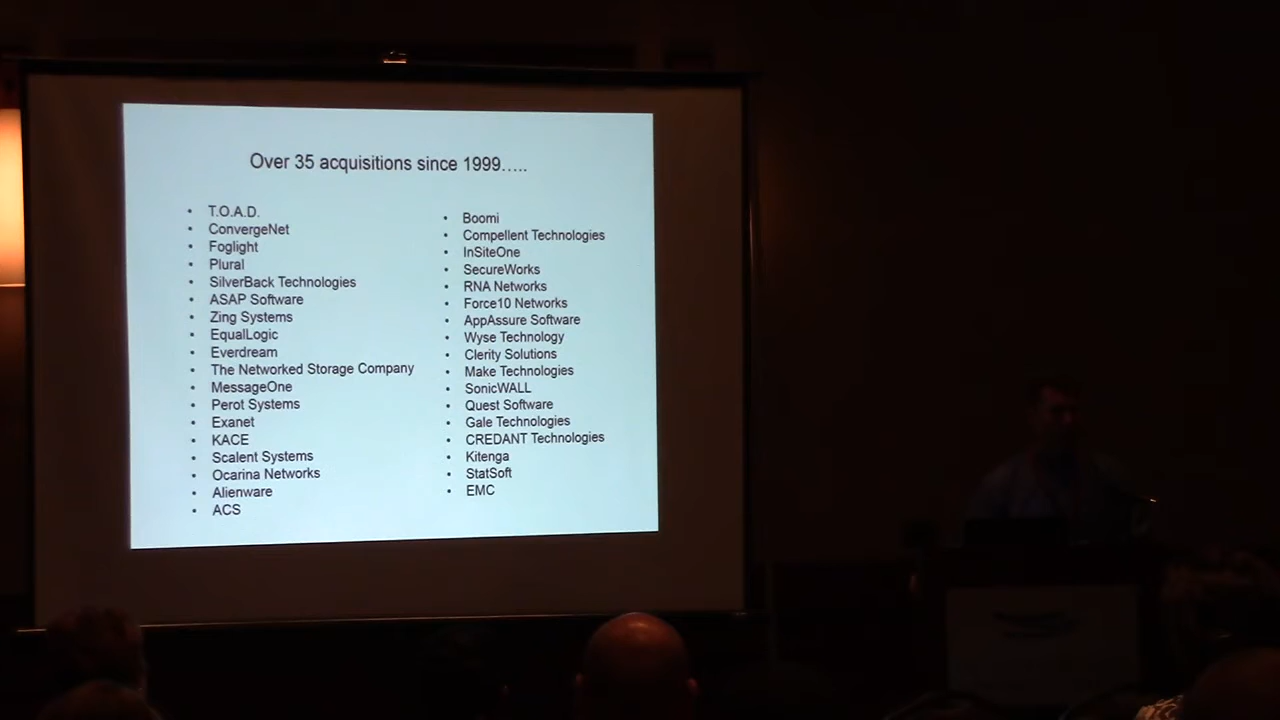 Over 35 acquisitions since 1999.....
• T.O.A.D.
• ConvergeNet
• Foglight
• Plural
• SilverBack Technologies
• ASAP Software
• Zing Systems
• EqualLogic
• Everdream
• The Networked Storage Company
• MessageOne
• Perot Systems
• Exanet
• KACE
• Scalent Systems
• Ocarina Networks
• Alienware
• ACS
• Boomi
• Compellent Technologies
• InSiteOne
• SecureWorks
• RNA Networks
• Force10 Networks
• AppAssure Software
• Wyse Technology
• Clerity Solutions
• Make Technologies
• SonicWALL
• Quest Software
• Gale Technologies
• CREDANT Technologies
• Kitenga
• StatSoft
• EMC